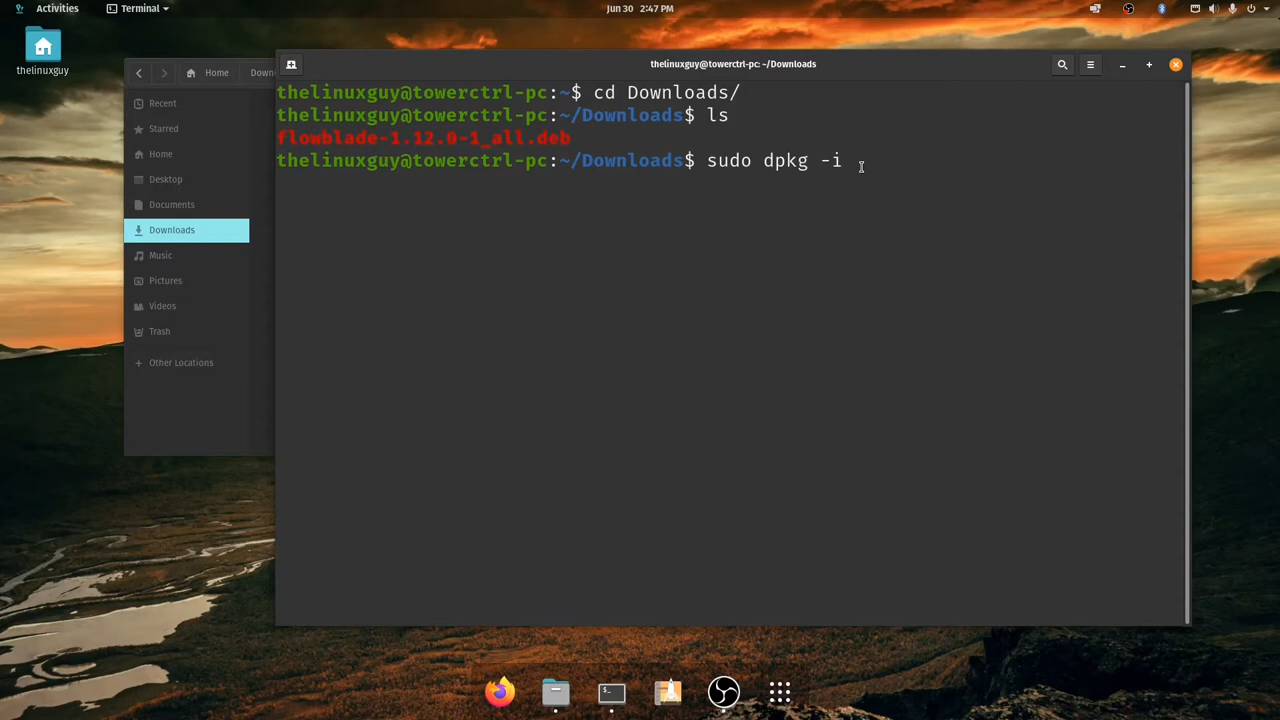 Activities
Terminal
Jun 30 2:47 PM
thelinuxguy
Home
Down
Recent
Starred
Home
Desktop
Documents
Downloads
Music
Pictures
Videos
Trash
+ Other Locations
thelinuxguy@towerctrl-pc: ~/Downloads
thelinuxguy@towerctrl-pc:~$ cd Downloads/
thelinuxguy@towerctrl-pc:~/Downloads$ ls
flowblade-1.12.0-1_all.deb
thelinuxguy@towerctrl-pc:~/Downloads$ sudo dpkg -i